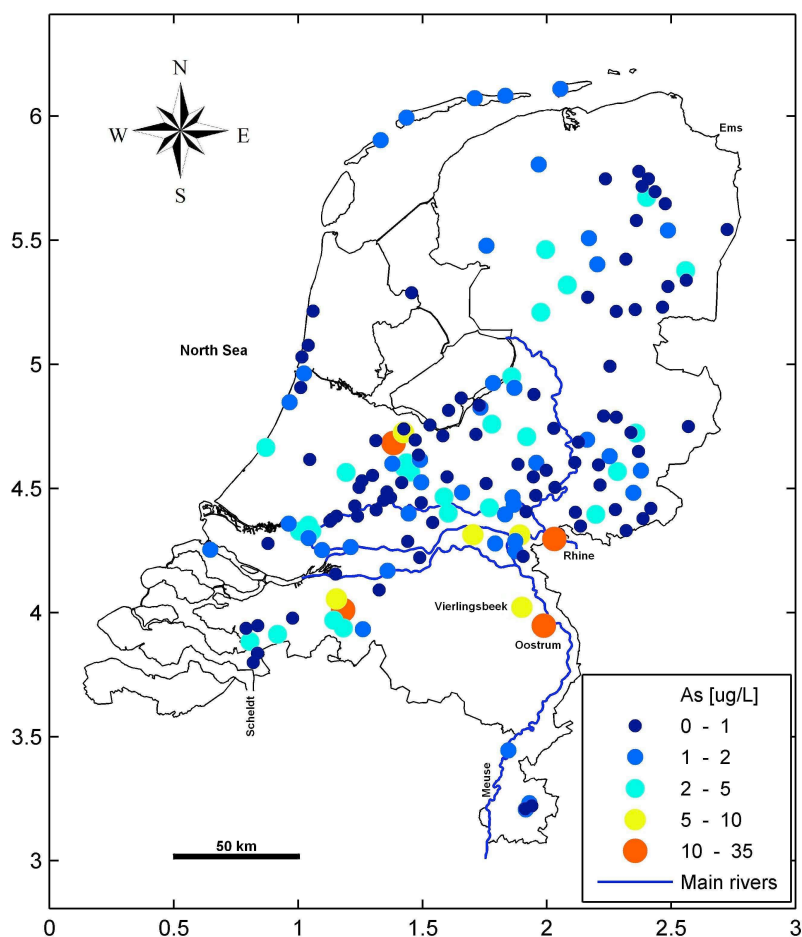 N
W E
S
6
5.5
5
4.5
4
3.5
3
Ems
North Sea
Rhine
Vierlingsbeek
Oostrum
Scheldt
Meuse
50 km
As [ug/L]
0 - 1
1 - 2
2 - 5
5 - 10
10 - 35
Main rivers
0 0.5 1 1.5 2 2.5 3